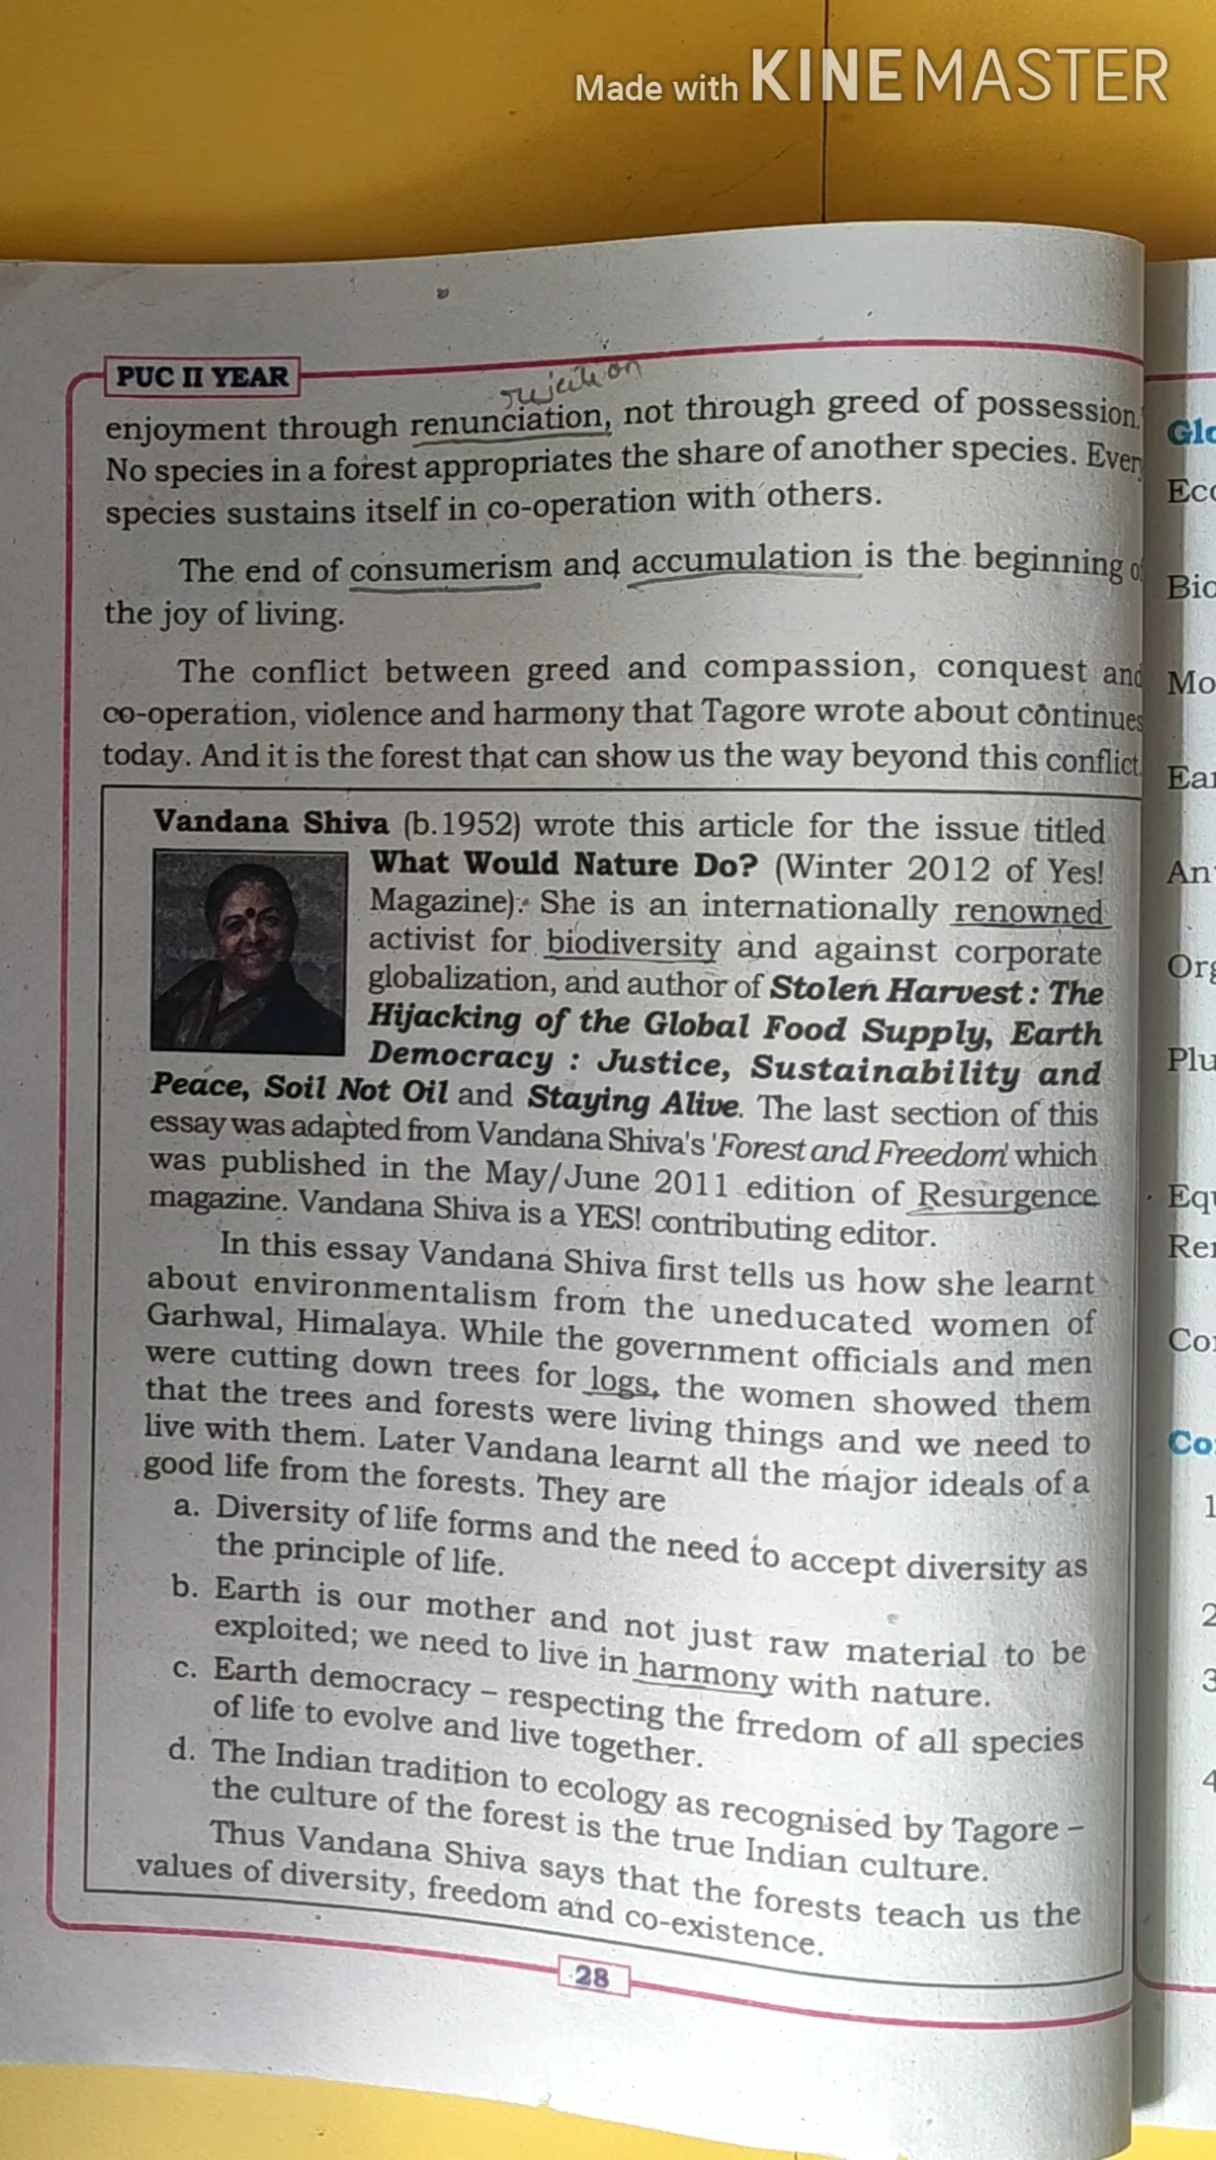 Made with KINEMASTER
PUC II YEAR
rejection
enjoyment through renunciation, not through greed of possession.
No species in a forest appropriates the share of another species. Every
species sustains itself in co-operation with others.
The end of consumerism and accumulation is the beginning of
the joy of living.
The conflict between greed and compassion, conquest and
co-operation, violence and harmony that Tagore wrote about continues
today. And it is the forest that can show us the way beyond this conflict.
Vandana Shiva (b.1952) wrote this article for the issue titled
What Would Nature Do? (Winter 2012 of Yes!
Magazine). She is an internationally renowned
activist for biodiversity and against corporate
globalization, and author of Stolen Harvest : The
Hijacking of the Global Food Supply, Earth
Democracy : Justice, Sustainability and
Peace, Soil Not Oil and Staying Alive. The last section of this
essay was adapted from Vandana Shiva's 'Forest and Freedom' which
was published in the May/June 2011 edition of Resurgence
magazine. Vandana Shiva is a YES! contributing editor.
In this essay Vandana Shiva first tells us how she learnt
about environmentalism from the uneducated women of
Garhwal, Himalaya. While the government officials and men
were cutting down trees for logs, the women showed them
that the trees and forests were living things and we need to
live with them. Later Vandana learnt all the major ideals of a
good life from the forests. They are
a. Diversity of life forms and the need to accept diversity as
the principle of life.
b. Earth is our mother and not just raw material to be
exploited; we need to live in harmony with nature.
c. Earth democracy – respecting the frredom of all species
of life to evolve and live together.
d. The Indian tradition to ecology as recognised by Tagore –
the culture of the forest is the true Indian culture.
Thus Vandana Shiva says that the forests teach us the
values of diversity, freedom and co-existence.
28
Glo
Eco
Bio
Mo
Ear
An
Org
Plu
Equ
Re
Co
Co
1
2
3
4